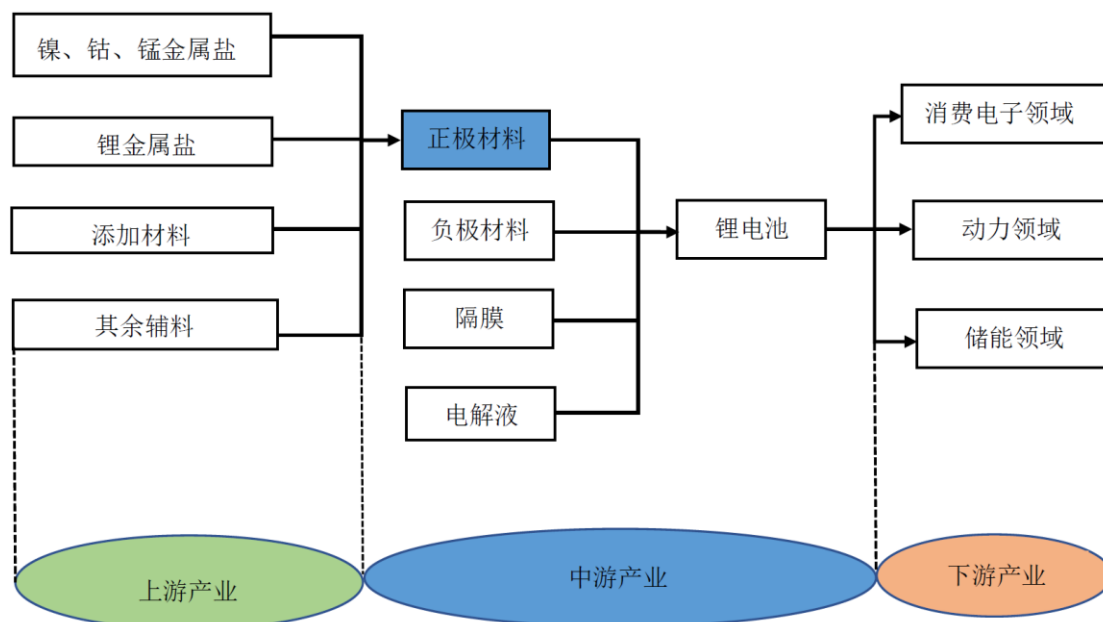 镍、钴、锰金属盐
锂金属盐
添加材料
其余辅料
正极材料
负极材料
隔膜
电解液
锂电池
消费电子领域
动力领域
储能领域
上游产业
中游产业
下游产业